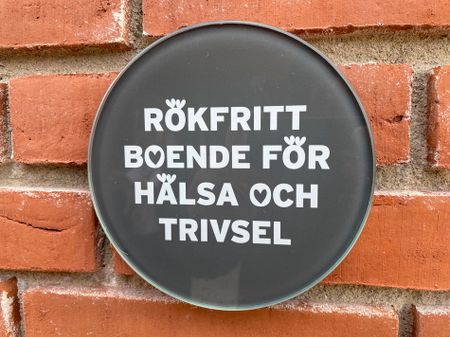 RÖKFRITT
BOENDE FÖR
HÄLSA OCH
TRIVSEL